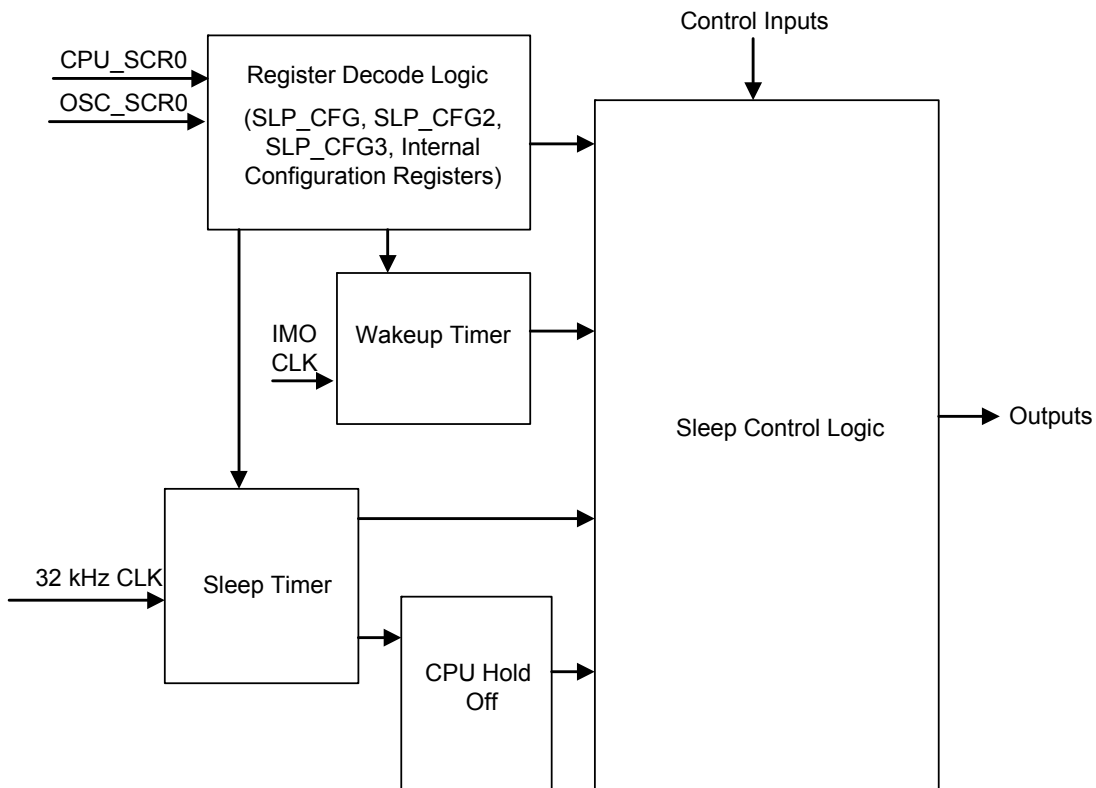 Control Inputs
CPU_SCR0
OSC_SCR0
Register Decode Logic
(SLP_CFG, SLP_CFG2,
SLP_CFG3, Internal
Configuration Registers)
IMO
CLK
Wakeup Timer
Sleep Control Logic
Outputs
32 kHz CLK
Sleep Timer
CPU Hold
Off